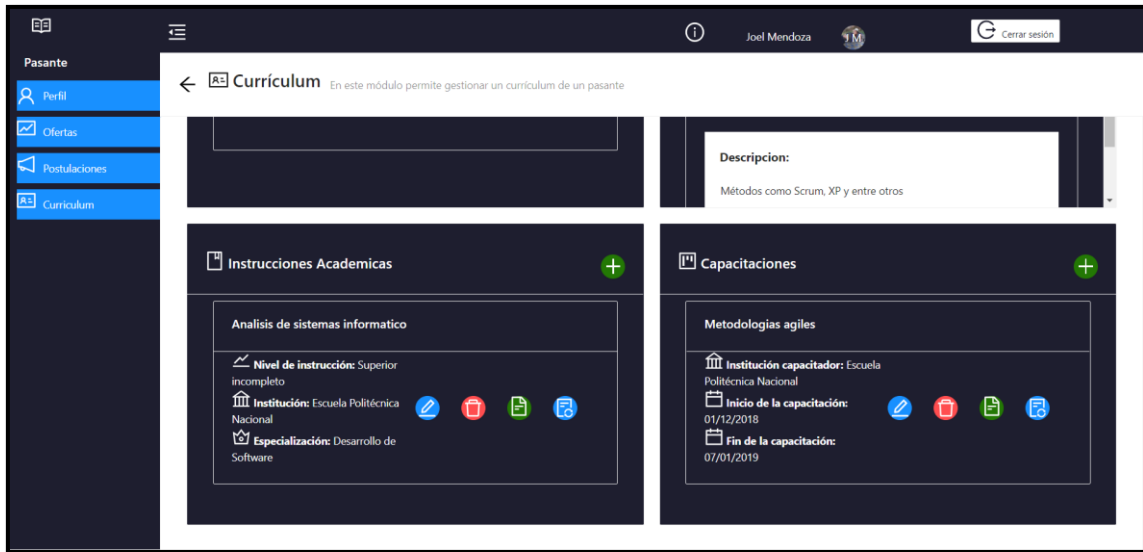 Joel Mendoza
JM
Cerrar sesión
Pasante
Perfil
Ofertas
Postulaciones
Curriculum
Currículum
En este módulo permite gestionar un currículum de un pasante
Descripcion:
Métodos como Scrum, XP y entre otros
Instrucciones Academicas
Analisis de sistemas informatico
Nivel de instrucción: Superior
incompleto
Institución: Escuela Politécnica
Nacional
Especialización: Desarrollo de
Software
Capacitaciones
Metodologias agiles
Institución capacitador: Escuela
Politécnica Nacional
Inicio de la capacitación:
01/12/2018
Fin de la capacitación:
07/01/2019